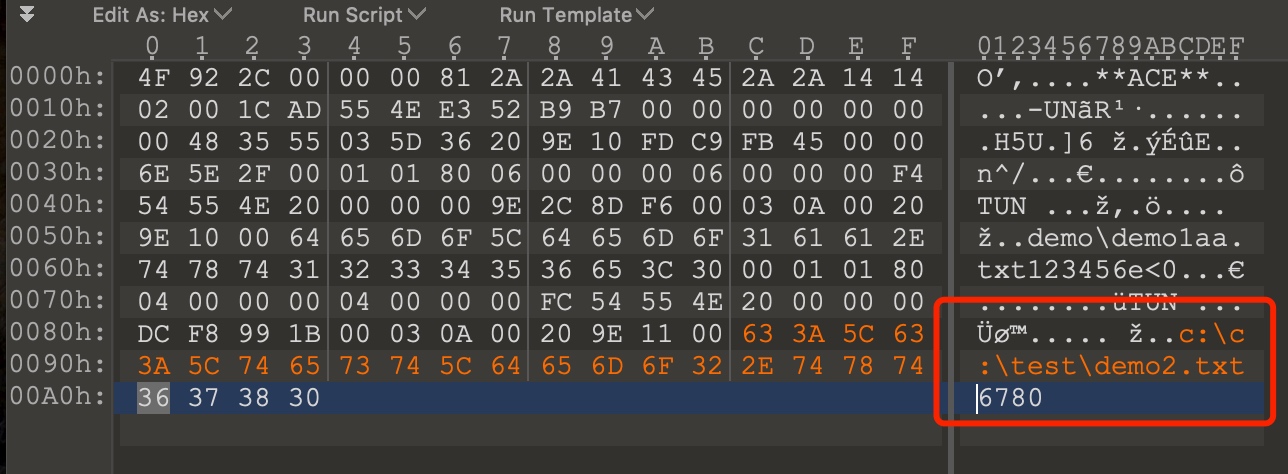 Edit As: Hex Run Script Run Template
0 1 2 3 4 5 6 7 8 9 A B C D E F 0123456789ABCDEF
0000h: 4F 92 2C 00 00 00 81 2A 2A 41 43 45 2A 2A 14 14 O’,....**ACE**..
0010h: 02 00 1C AD 55 4E E3 52 B9 B7 00 00 00 00 00 00 ...-UNãR¹·......
0020h: 00 48 35 55 03 5D 36 20 9E 10 FD C9 FB 45 00 00 .H5U.]6 ž.ýÉûE..
0030h: 6E 5E 2F 00 01 01 80 06 00 00 00 06 00 00 00 F4 n^/...€........ô
0040h: 54 55 4E 20 00 00 00 9E 2C 8D F6 00 03 0A 00 20 TUN ...ž,.ö....
0050h: 9E 10 00 64 65 6D 6F 5C 64 65 6D 6F 31 61 61 2E ž..demo\demo1aa.
0060h: 74 78 74 31 32 33 34 35 36 65 3C 30 00 01 01 80 txt123456e<0...€
0070h: 04 00 00 00 04 00 00 00 FC 54 55 4E 20 00 00 00 ........üTUN ...
0080h: DC F8 99 1B 00 03 0A 00 20 9E 11 00 63 3A 5C 63 Üø™..... ž..c:\c
0090h: 3A 5C 74 65 73 74 5C 64 65 6D 6F 32 2E 74 78 74 :\test\demo2.txt
00A0h: 36 37 38 30 6780